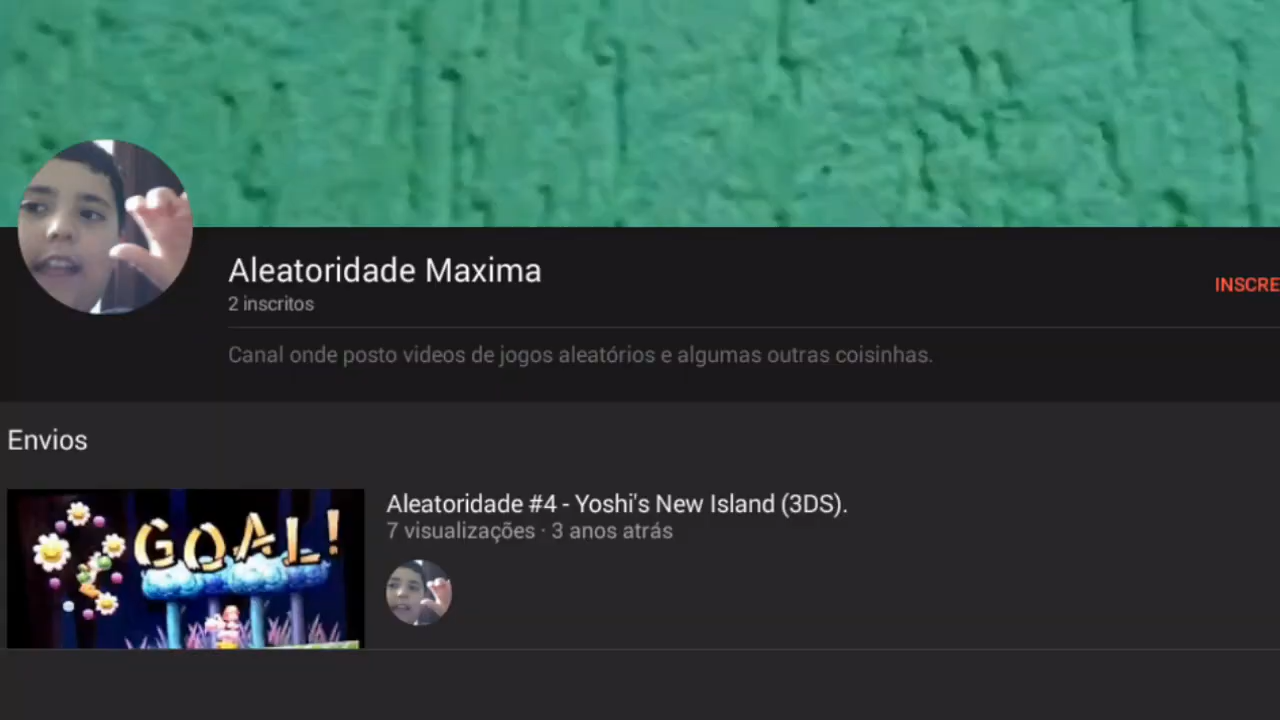 Aleatoridade Maxima
2 inscritos
INSCRE
Canal onde posto videos de jogos aleatórios e algumas outras coisinhas.
Envios
GOAL!
Aleatoridade #4 - Yoshi's New Island (3DS).
7 visualizações · 3 anos atrás